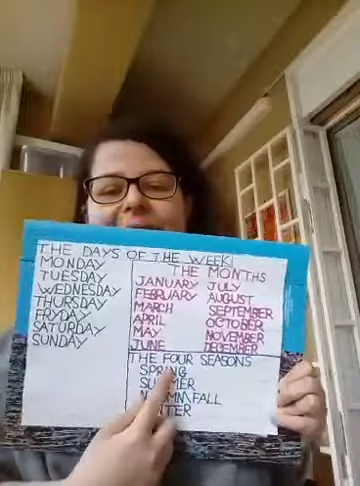 THE DAYS OF THE WEEK!
MONDAY
TUESDAY
WEDNESDAY
THURSDAY
FRYDAY
SATURDAY
SUNDAY
THE MONTHS
JANUARY JULY
FEBRUARY AUGUST
MARCH SEPTEMBER
APRIL OCTOBER
MAY NOVEMBER
JUNE DECEMBER
THE FOUR SEASONS
SPRING
SUMMER
FALL